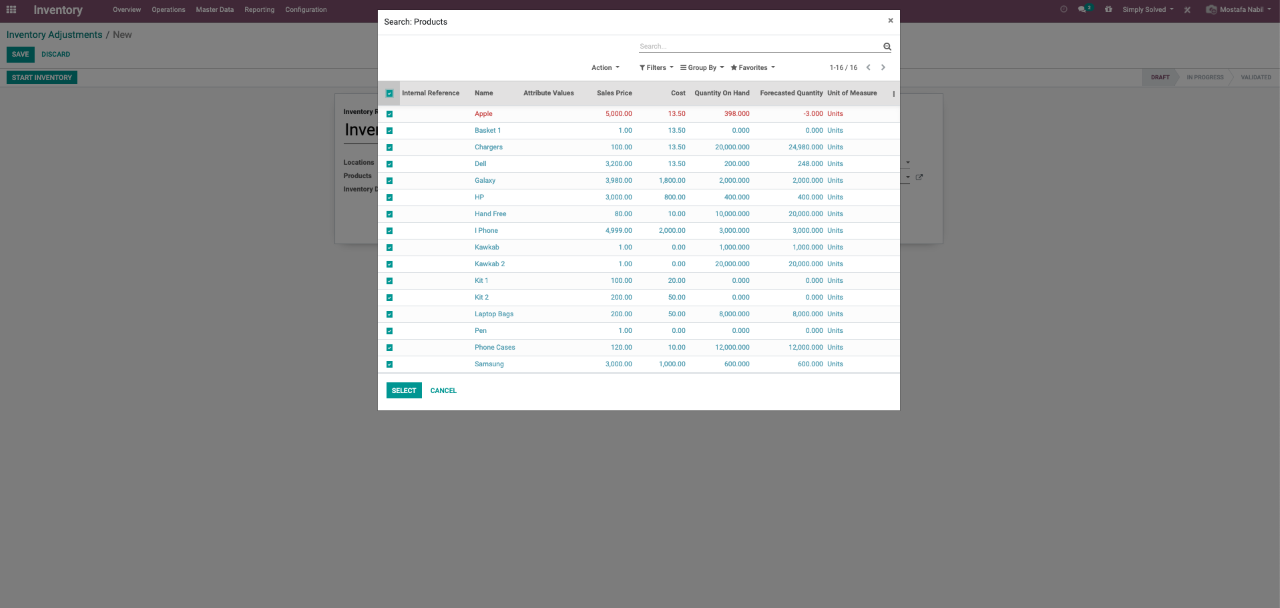 Inventory Overview Operations Master Data Reporting Configuration 2 Simply Solved Mostafa Nabil
Inventory Adjustments / New
SAVE DISCARD
START INVENTORY DRAFT IN PROGRESS VALIDATED
Inventory R
Inve
Locations
Products
Inventory D
Search: Products ×
Search...
Action Filters Group By Favorites 1-16 / 16
Internal Reference Name Attribute Values Sales Price Cost Quantity On Hand Forecasted Quantity Unit of Measure
Apple 5,000.00 13.50 398.000 -3.000 Units
Basket 1 1.00 13.50 0.000 0.000 Units
Chargers 100.00 13.50 20,000.000 24,980.000 Units
Dell 3,200.00 13.50 200.000 248.000 Units
Galaxy 3,980.00 1,800.00 2,000.000 2,000.000 Units
HP 3,000.00 800.00 400.000 400.000 Units
Hand Free 80.00 10.00 10,000.000 20,000.000 Units
I Phone 4,999.00 2,000.00 3,000.000 3,000.000 Units
Kawkab 1.00 0.00 1,000.000 1,000.000 Units
Kawkab 2 1.00 0.00 20,000.000 20,000.000 Units
Kit 1 100.00 20.00 0.000 0.000 Units
Kit 2 200.00 50.00 0.000 0.000 Units
Laptop Bags 200.00 50.00 8,000.000 8,000.000 Units
Pen 1.00 0.00 0.000 0.000 Units
Phone Cases 120.00 10.00 12,000.000 12,000.000 Units
Samsung 3,000.00 1,000.00 600.000 600.000 Units
SELECT CANCEL